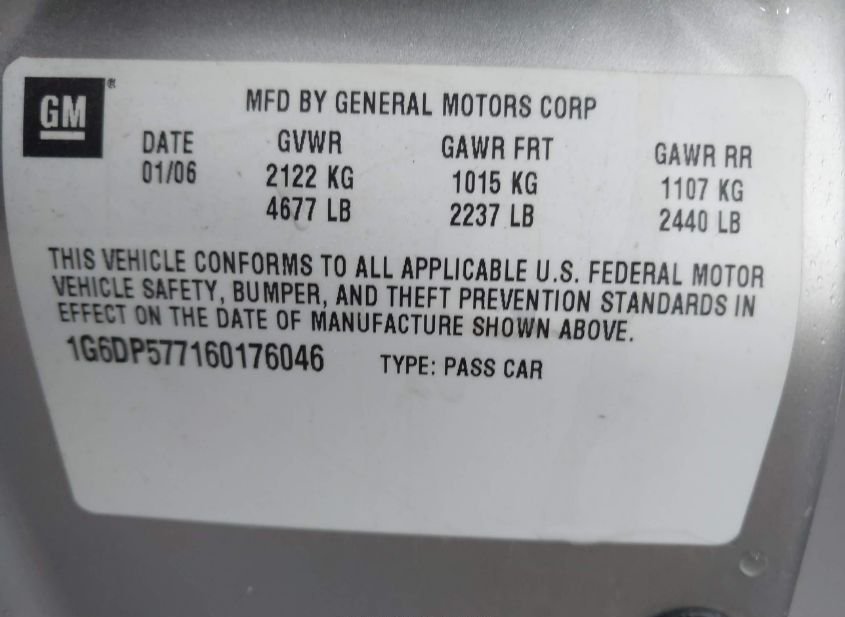 GM®
MFD BY GENERAL MOTORS CORP
DATE GVWR GAWR FRT GAWR RR
01/06 2122 KG 1015 KG 1107 KG
4677 LB 2237 LB 2440 LB
THIS VEHICLE CONFORMS TO ALL APPLICABLE U.S. FEDERAL MOTOR
VEHICLE SAFETY, BUMPER, AND THEFT PREVENTION STANDARDS IN
EFFECT ON THE DATE OF MANUFACTURE SHOWN ABOVE.
1G6DP577160176046 TYPE: PASS CAR